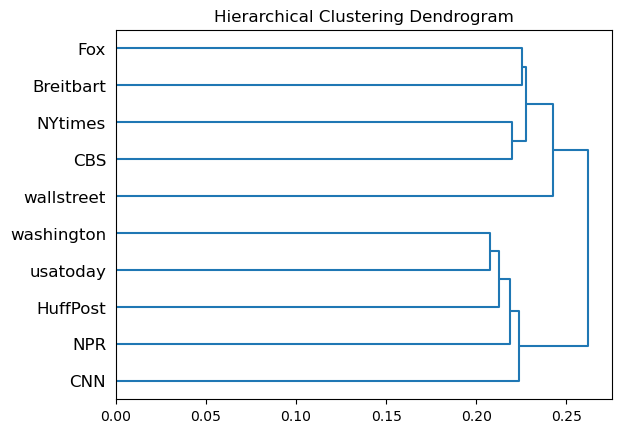 Hierarchical Clustering Dendrogram
Fox
Breitbart
NYtimes
CBS
wallstreet
washington
usatoday
HuffPost
NPR
CNN
0.00 0.05 0.10 0.15 0.20 0.25